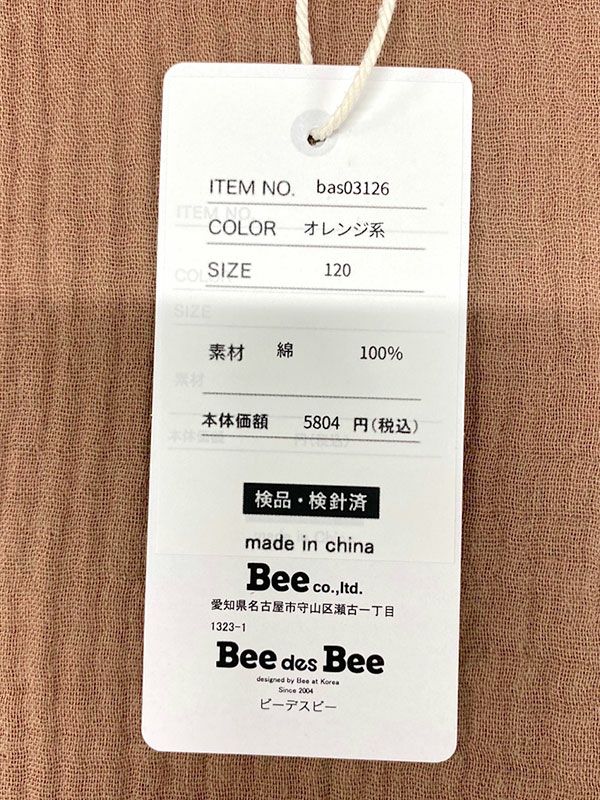 ITEM NO. bas03126
COLOR オレンジ系
SIZE 120
素材 綿 100%
本体価額 5804 円(税込)
検品・検針済
made in china
Bee co.,ltd.
愛知県名古屋市守山区瀬古一丁目
1323-1
Bee des Bee
designed by Bee at Korea
Since 2004
ビーデスビー